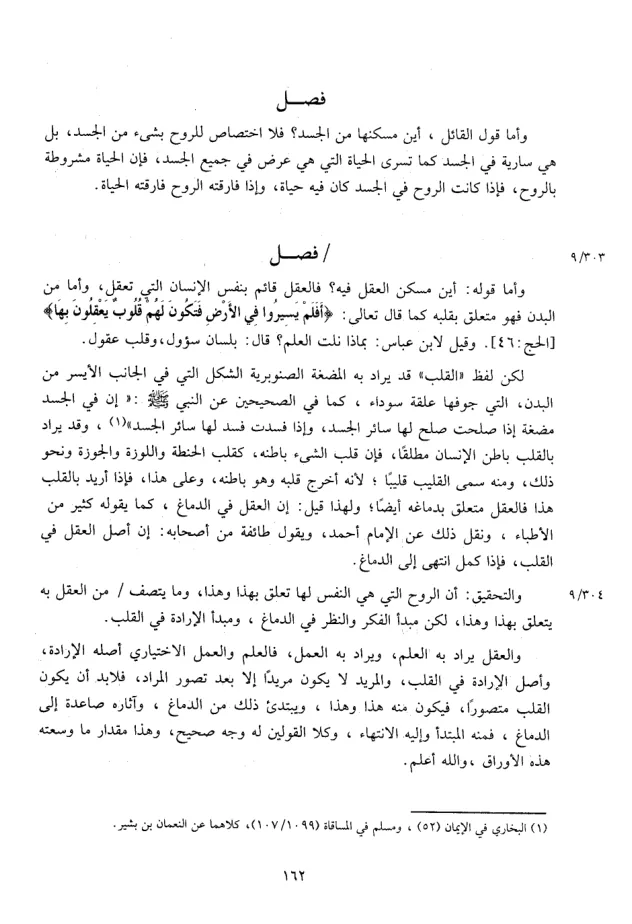 فصـــل
وأما قول القائل ، أين مسكنها من الجسد؟ فلا اختصاص للروح بشىء من الجسد، بل
هي سارية في الجسد كما تسرى الحياة التي هي عرض في جميع الجسد، فإن الحياة مشروطة
بالروح، فإذا كانت الروح في الجسد كان فيه حياة، وإذا فارقته الروح فارقته الحياة.
٩/٣٠٣
/ فصـــل
وأما قوله: أين مسكن العقل فيه؟ فالعقل قائم بنفس الإنسان التي تعقل، وأما من
البدن فهو متعلق بقلبه كما قال تعالى: ﴿أَفَلَمْ يَسِيرُوا فِي الأَرْضِ فَتَكُونَ لَهُمْ قُلُوبٌ يَعْقِلُونَ بِهَا﴾
[الحج:٤٦]. وقيل لابن عباس: بماذا نلت العلم؟ قال: بلسان سؤول،وقلب عقول.
لكن لفظ «القلب» قد يراد به المضغة الصنوبرية الشكل التي في الجانب الأيسر من
البدن، التي جوفها علقة سوداء ، كما في الصحيحين عن النبي ﷺ :« إن في الجسد
مضغة إذا صلحت صلح لها سائر الجسد، وإذا فسدت فسد لها سائر الجسد»(١) ، وقد يراد
بالقلب باطن الإنسان مطلقًا، فإن قلب الشىء باطنه، كقلب الحنطة واللوزة والجوزة ونحو
ذلك، ومنه سمى القليب قليبًا ؛ لأنه أخرج قلبه وهو باطنه، وعلى هذا، فإذا أريد بالقلب
هذا فالعقل متعلق بدماغه أيضًا؛ ولهذا قيل: إن العقل في الدماغ ، كما يقوله كثير من
الأطباء ، ونقل ذلك عن الإمام أحمد، ويقول طائفة من أصحابه: إن أصل العقل في
القلب، فإذا كمل انتهى إلى الدماغ.
٩/٣٠٤
والتحقيق: أن الروح التي هي النفس لها تعلق بهذا وهذا، وما يتصف / من العقل به
يتعلق بهذا وهذا، لكن مبدأ الفكر والنظر في الدماغ ، ومبدأ الإرادة في القلب.
والعقل يراد به العلم، ويراد به العمل، فالعلم والعمل الاختياري أصله الإرادة،
وأصل الإرادة في القلب، والمريد لا يكون مريدًا إلا بعد تصور المراد، فلابد أن يكون
القلب متصورًا، فيكون منه هذا وهذا ، ويبتدئ ذلك من الدماغ ، وآثاره صاعدة إلى
الدماغ ، فمنه المبتدأ وإليه الانتهاء ، وكلا القولين له وجه صحيح، وهذا مقدار ما وسعته
هذه الأوراق ،والله أعلم.
(١) البخاري في الإيمان (٥٢) ، ومسلم في المساقاة (١٠٧/١٠٩٩)، كلاهما عن النعمان بن بشير.
١٦٢